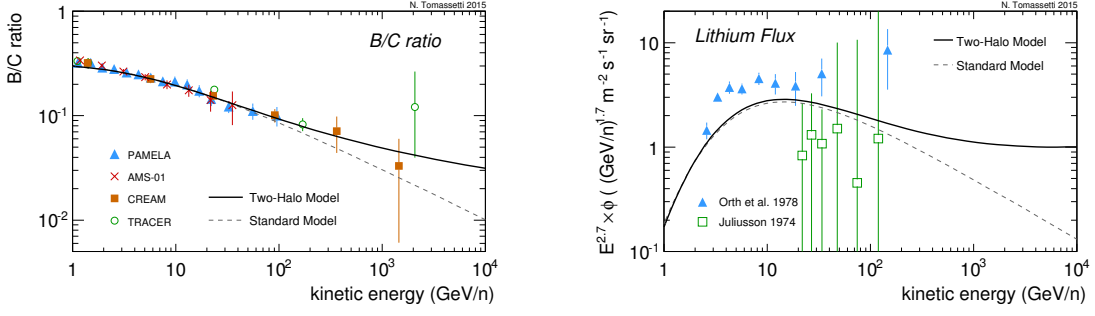 N. Tomassetti 2015
B/C ratio
B/C ratio
1
10⁻¹
10⁻²
PAMELA
AMS-01
CREAM
TRACER
Two-Halo Model
Standard Model
1 10 10² 10³ 10⁴
kinetic energy (GeV/n)
N. Tomassetti 2015
Lithium Flux
E²·⁷ × ϕ ( (GeV/n)¹·⁷ m⁻² s⁻¹ sr⁻¹)
Two-Halo Model
Standard Model
10
1
10⁻¹
Orth et al. 1978
Juliusson 1974
1 10 10² 10³ 10⁴
kinetic energy (GeV/n)